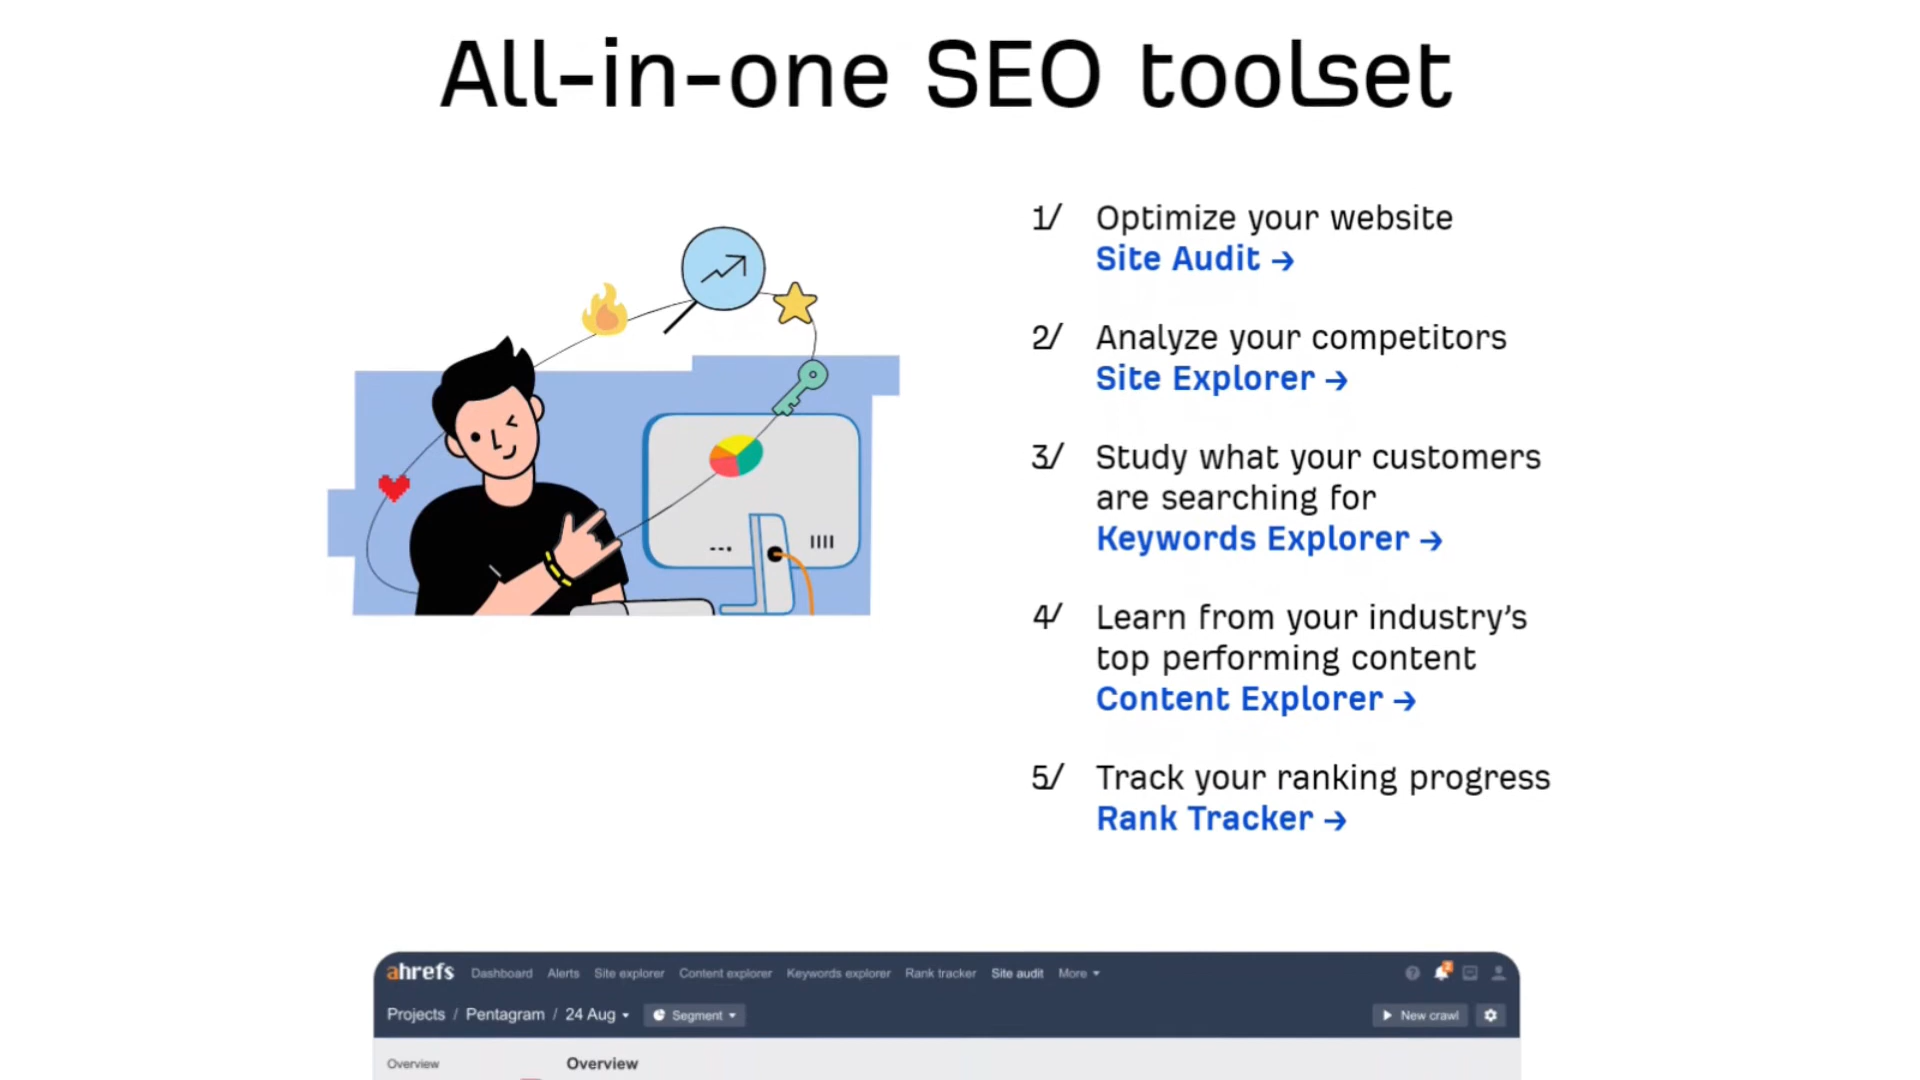 All-in-one SEO toolset
1/ Optimize your website
Site Audit →
2/ Analyze your competitors
Site Explorer →
3/ Study what your customers
are searching for
Keywords Explorer →
4/ Learn from your industry’s
top performing content
Content Explorer →
5/ Track your ranking progress
Rank Tracker →
ahrefs Dashboard Alerts Site explorer Content explorer Keywords explorer Rank tracker Site audit More
Projects / Pentagram / 24 Aug Segment New crawl
Overview Overview